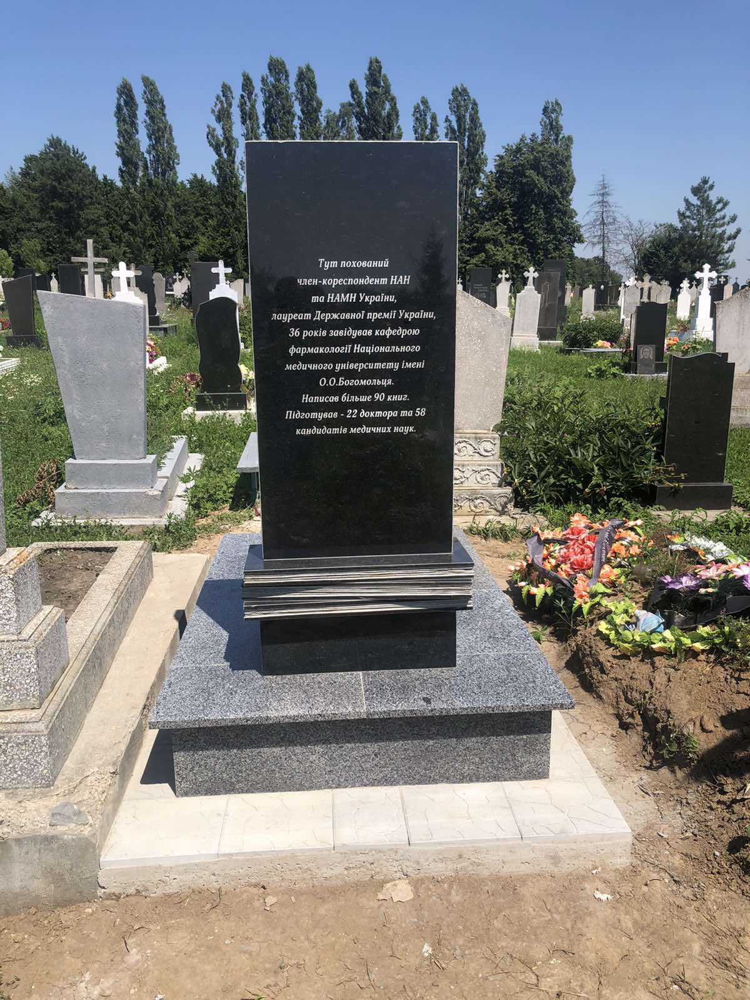 Тут похований
член-кореспондент НАН
та НАМН України,
лауреат Державної премії України,
36 років завідував кафедрою
фармакології Національного
медичного університету імені
О.О.Богомольця.
Написав більше 90 книг.
Підготував - 22 доктора та 58
кандидатів медичних наук.